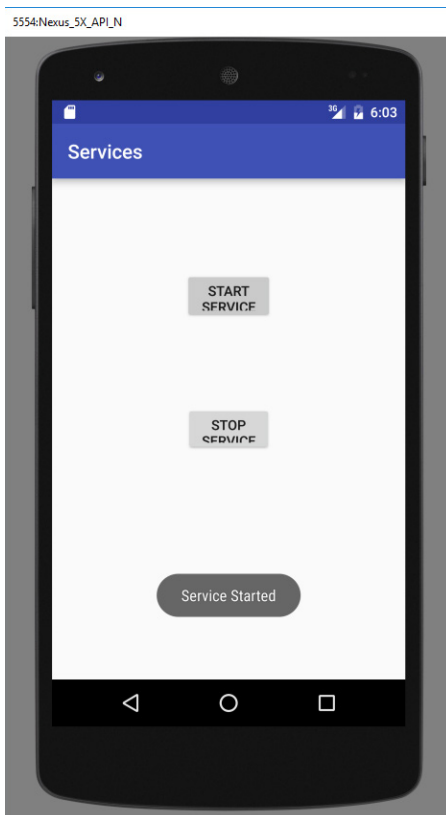 5554:Nexus_5X_API_N
3G 6:03
Services
START
SERVICE
STOP
SERVICE
Service Started